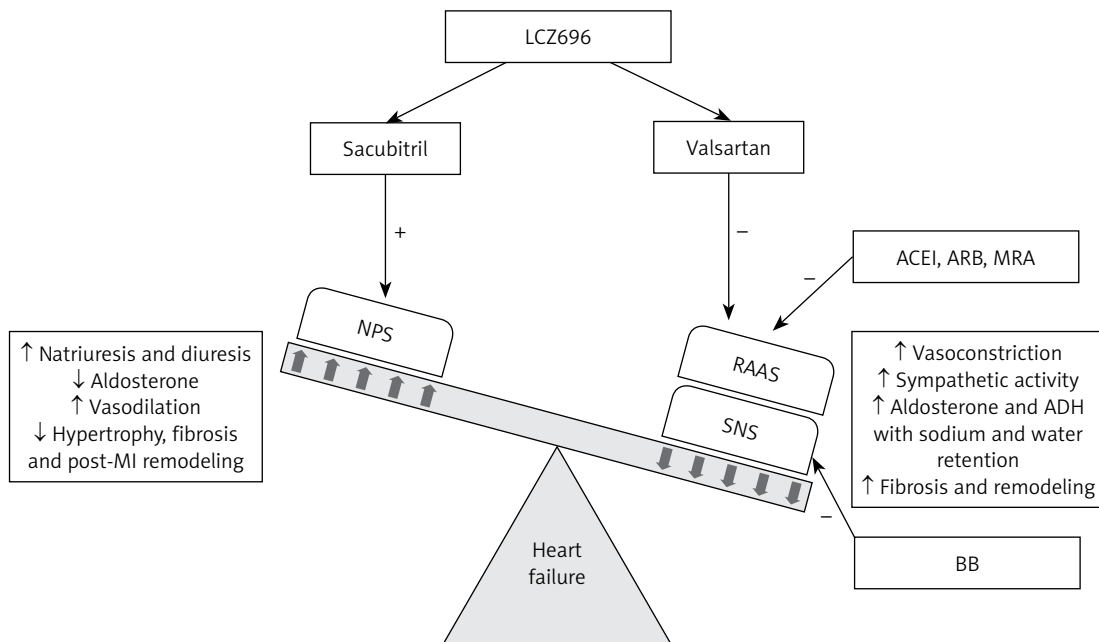 LCZ696
Sacubitril
Valsartan
+
–
ACEI, ARB, MRA
–
NPS
RAAS
SNS
↑ Natriuresis and diuresis
↓ Aldosterone
↑ Vasodilation
↓ Hypertrophy, fibrosis
and post-MI remodeling
↑ Vasoconstriction
↑ Sympathetic activity
↑ Aldosterone and ADH
with sodium and water
retention
↑ Fibrosis and remodeling
–
Heart
failure
BB